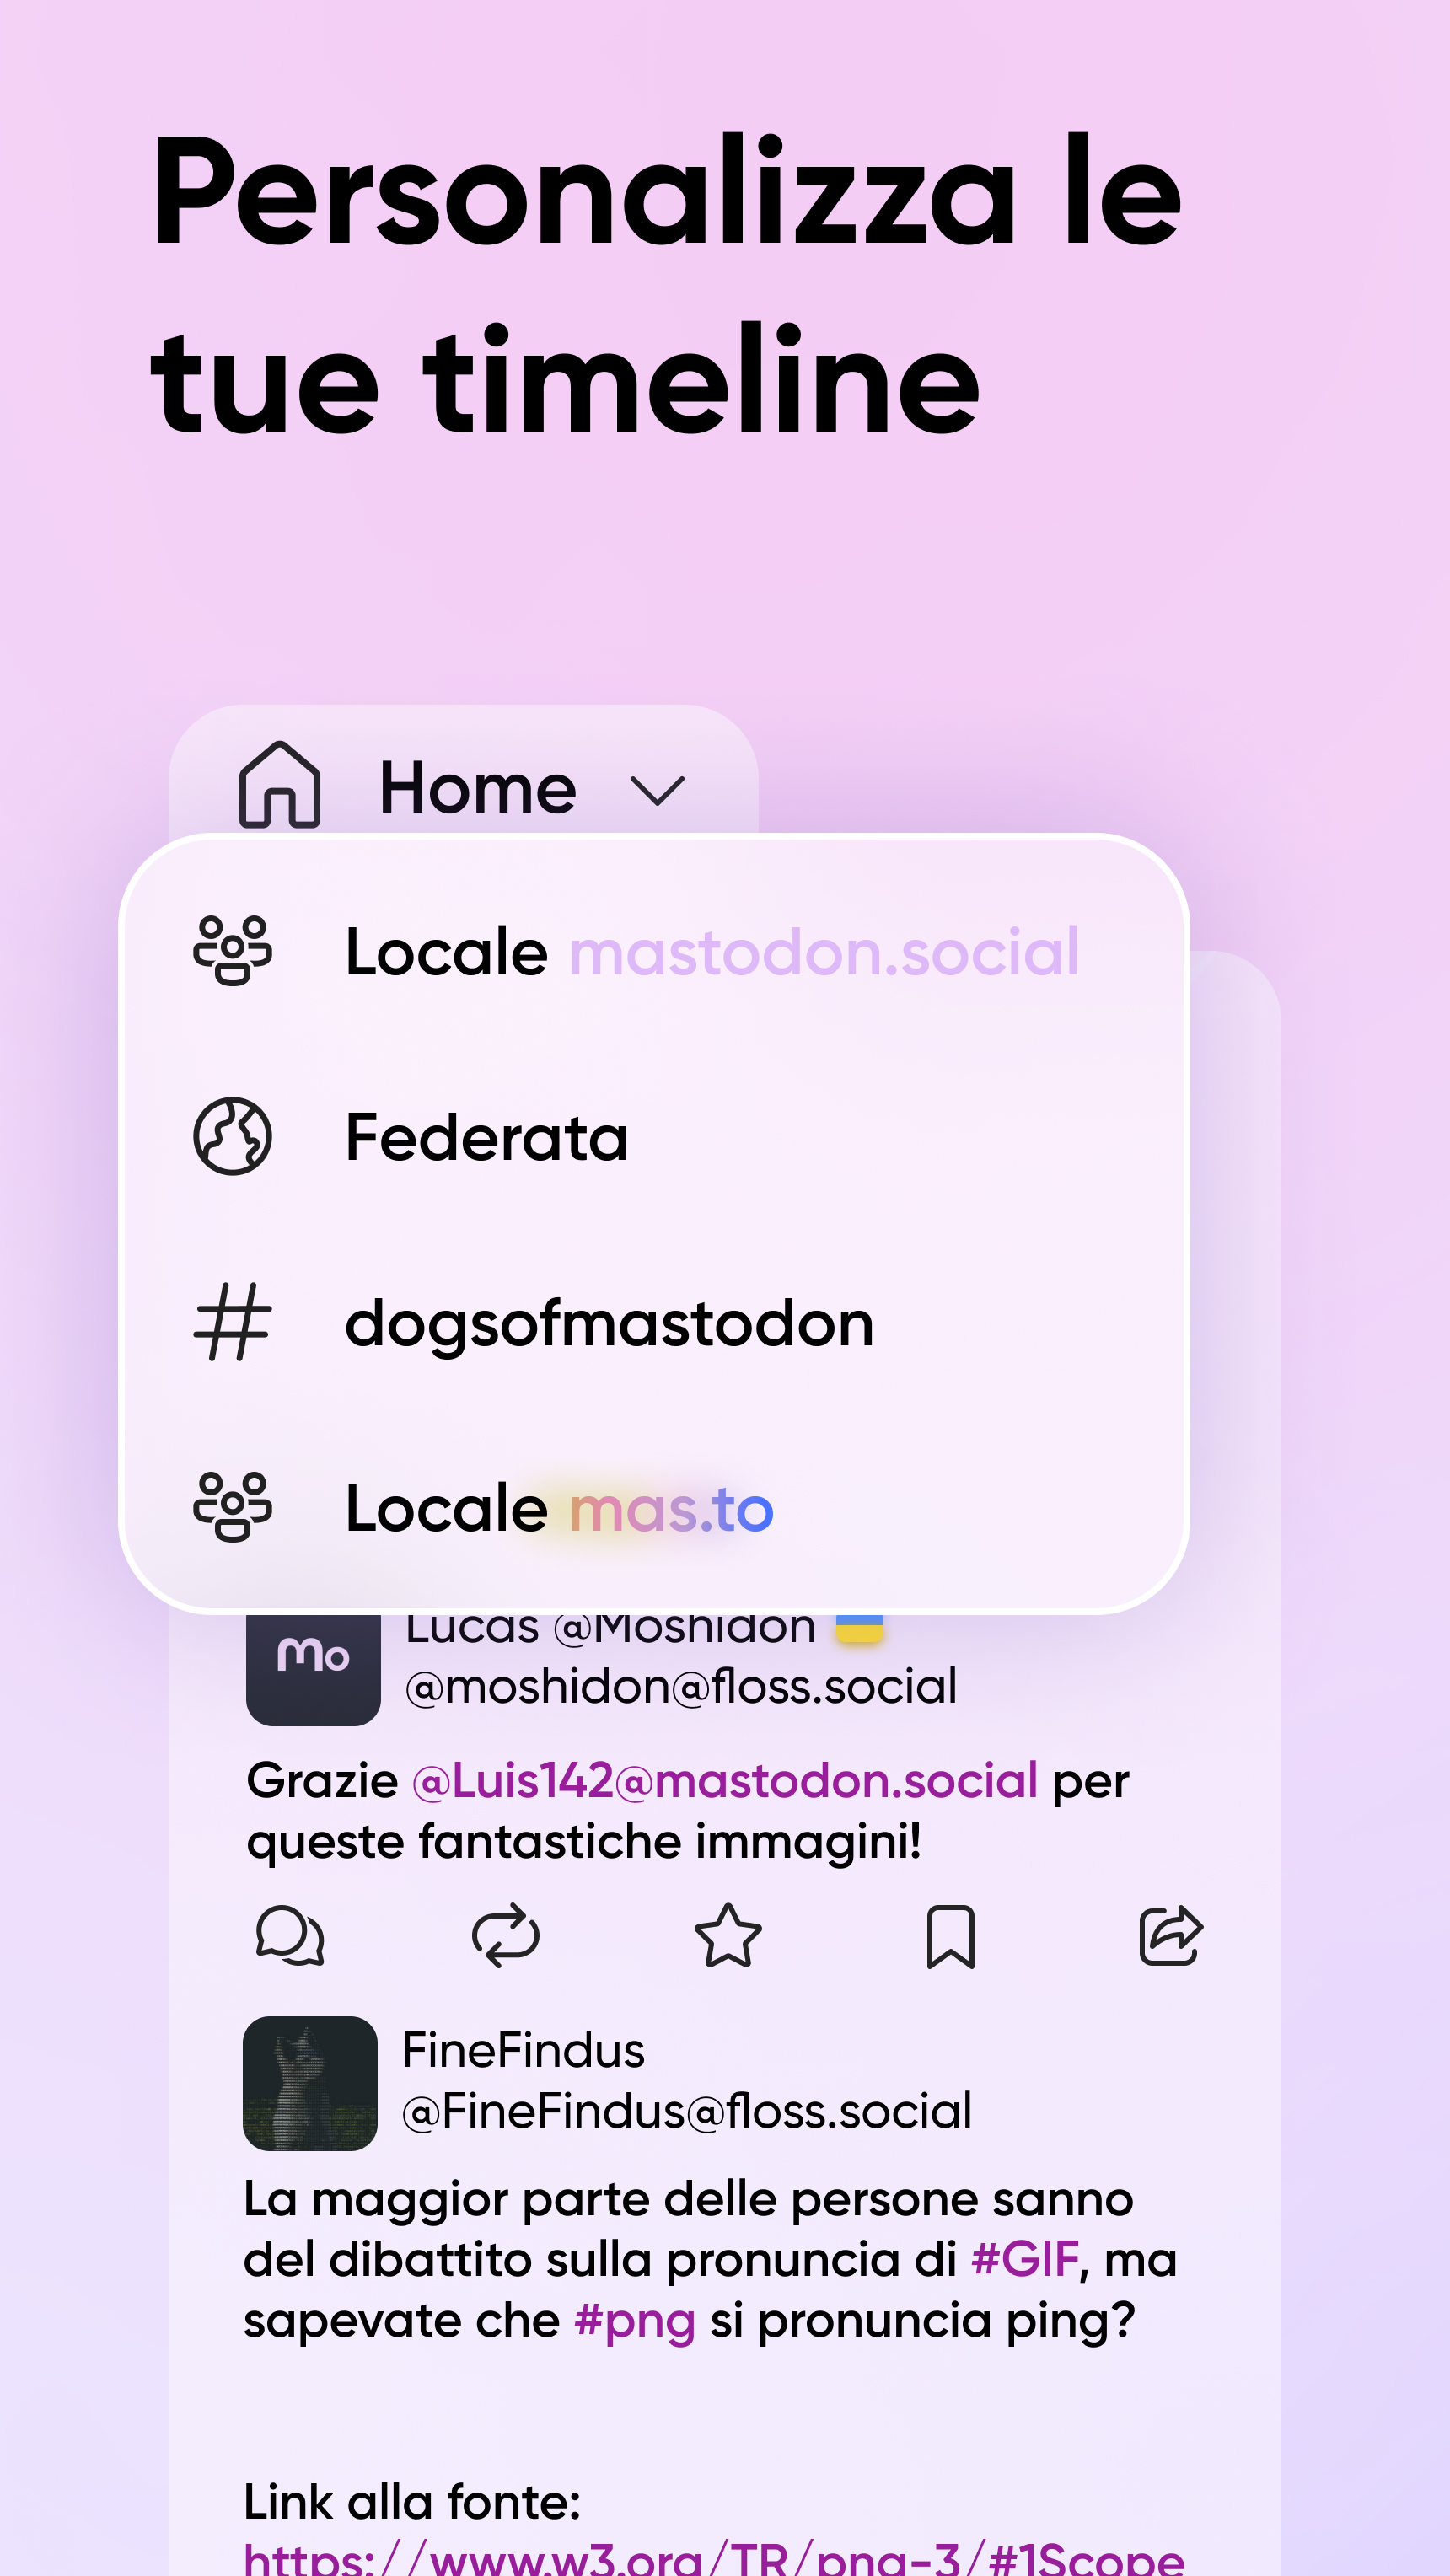 Personalizza le
tue timeline
Home
Locale mastodon.social
Federata
dogsofmastodon
Locale mas.to
mo
Lucas @Moshidon
@moshidon@floss.social
Grazie @Luis142@mastodon.social per
queste fantastiche immagini!
FineFindus
@FineFindus@floss.social
La maggior parte delle persone sanno
del dibattito sulla pronuncia di #GIF, ma
sapevate che #png si pronuncia ping?
Link alla fonte:
https://www.w3.org/TR/png-3/#1Scope